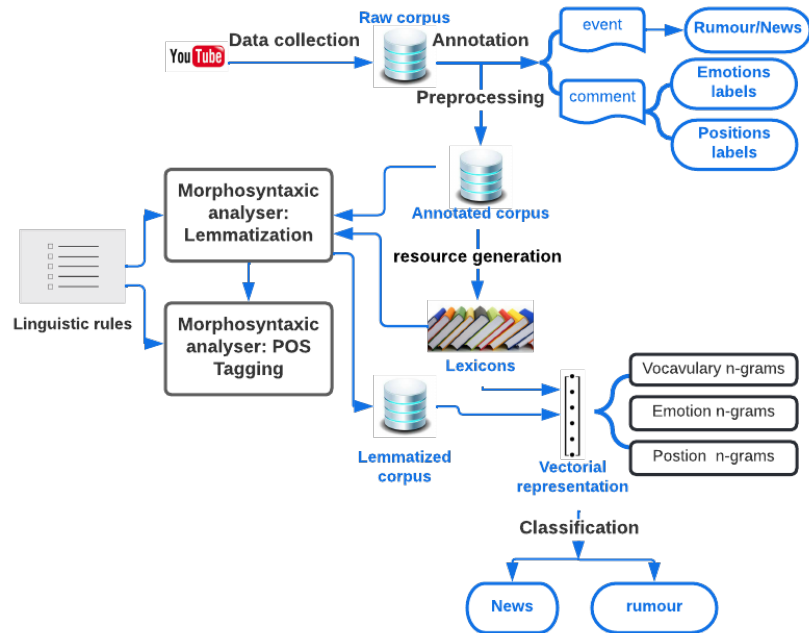 Raw corpus
You Tube
Data collection
Annotation
event
Rumour/News
Preprocessing
comment
Emotions
labels
Positions
labels
Morphosyntaxic
analyser:
Lemmatization
Annotated corpus
resource generation
Linguistic rules
Morphosyntaxic
analyser: POS
Tagging
Lexicons
Vocavulary n-grams
Emotion n-grams
Postion n-grams
Lemmatized
corpus
Vectorial
representation
Classification
News
rumour